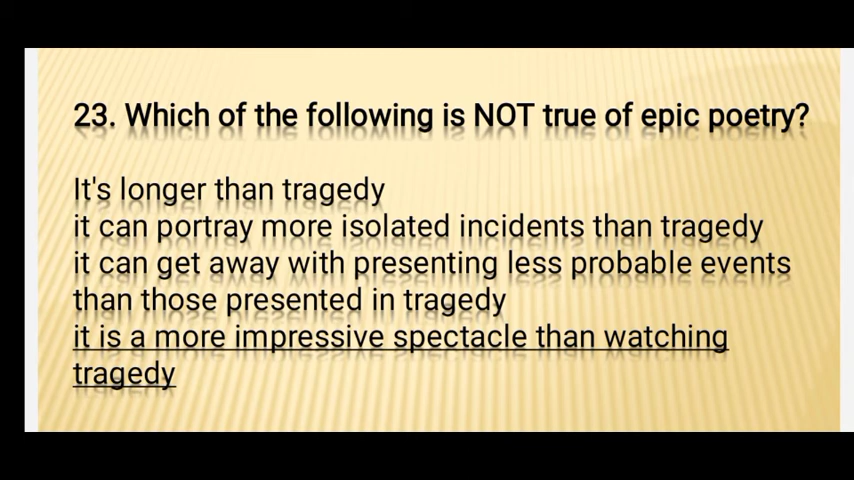 23. Which of the following is NOT true of epic poetry?
It's longer than tragedy
it can portray more isolated incidents than tragedy
it can get away with presenting less probable events
than those presented in tragedy
it is a more impressive spectacle than watching
tragedy